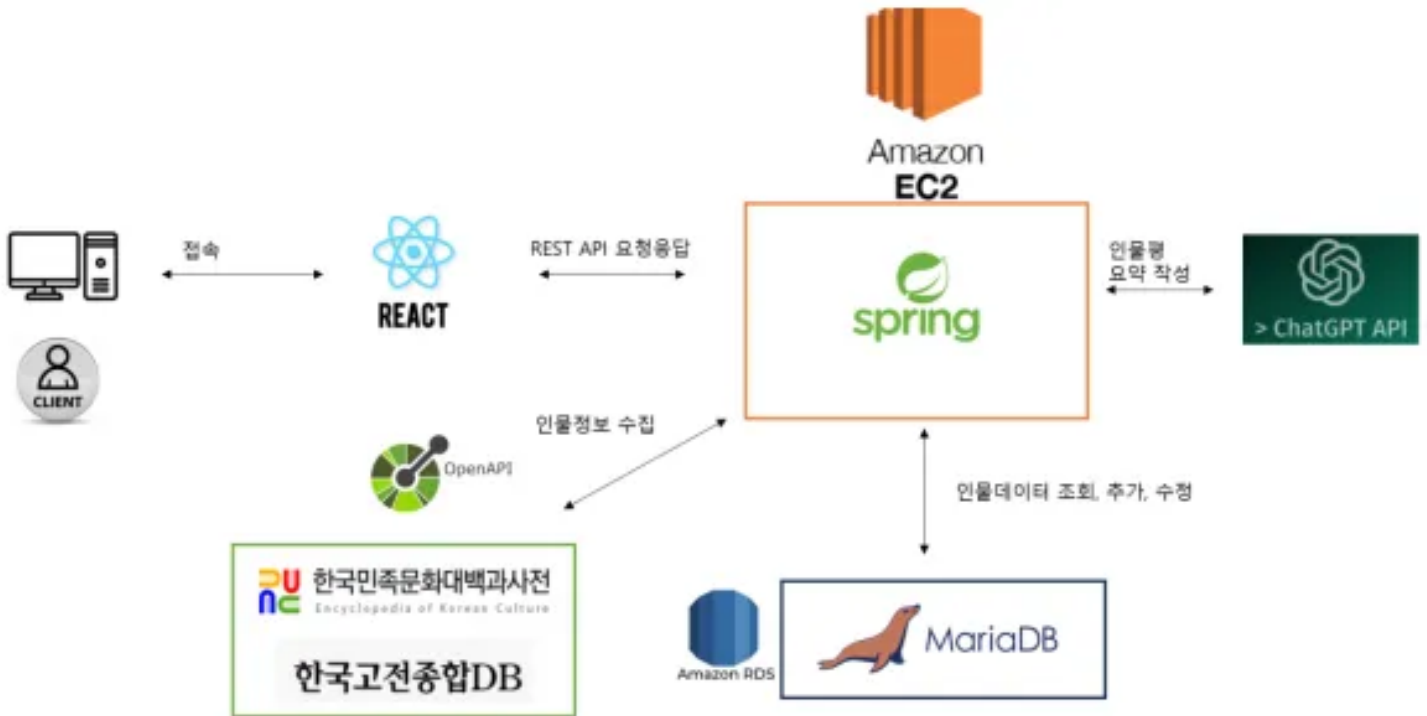 Amazon
EC2
접속
REACT
REST API 요청응답
spring
인물평
요약 작성
> ChatGPT API
CLIENT
인물정보 수집
OpenAPI
인물데이터 조회, 추가, 수정
한국민족문화대백과사전
Encyclopedia of Korean Culture
한국고전종합DB
Amazon RDS
MariaDB